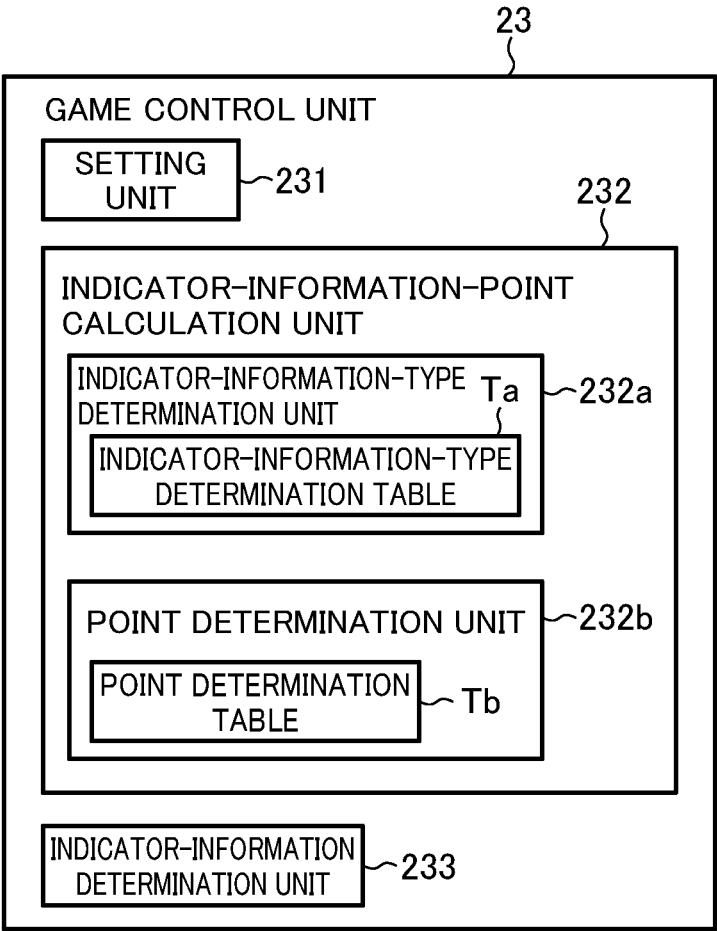 23
GAME CONTROL UNIT
SETTING
UNIT
231
232
INDICATOR-INFORMATION-POINT
CALCULATION UNIT
INDICATOR-INFORMATION-TYPE
DETERMINATION UNIT
Ta
232a
INDICATOR-INFORMATION-TYPE
DETERMINATION TABLE
POINT DETERMINATION UNIT
232b
POINT DETERMINATION
TABLE
Tb
INDICATOR-INFORMATION
DETERMINATION UNIT
233